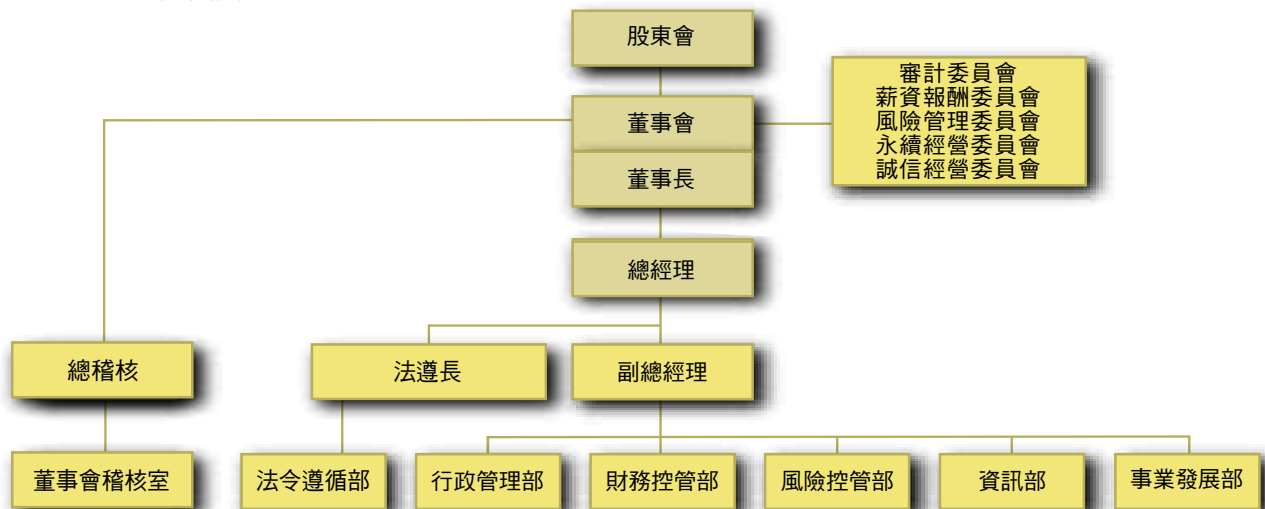 股東會
審計委員會
薪資報酬委員會
風險管理委員會
永續經營委員會
誠信經營委員會
董事會
董事長
總經理
總稽核
法遵長
副總經理
董事會稽核室
法令遵循部
行政管理部
財務控管部
風險控管部
資訊部
事業發展部